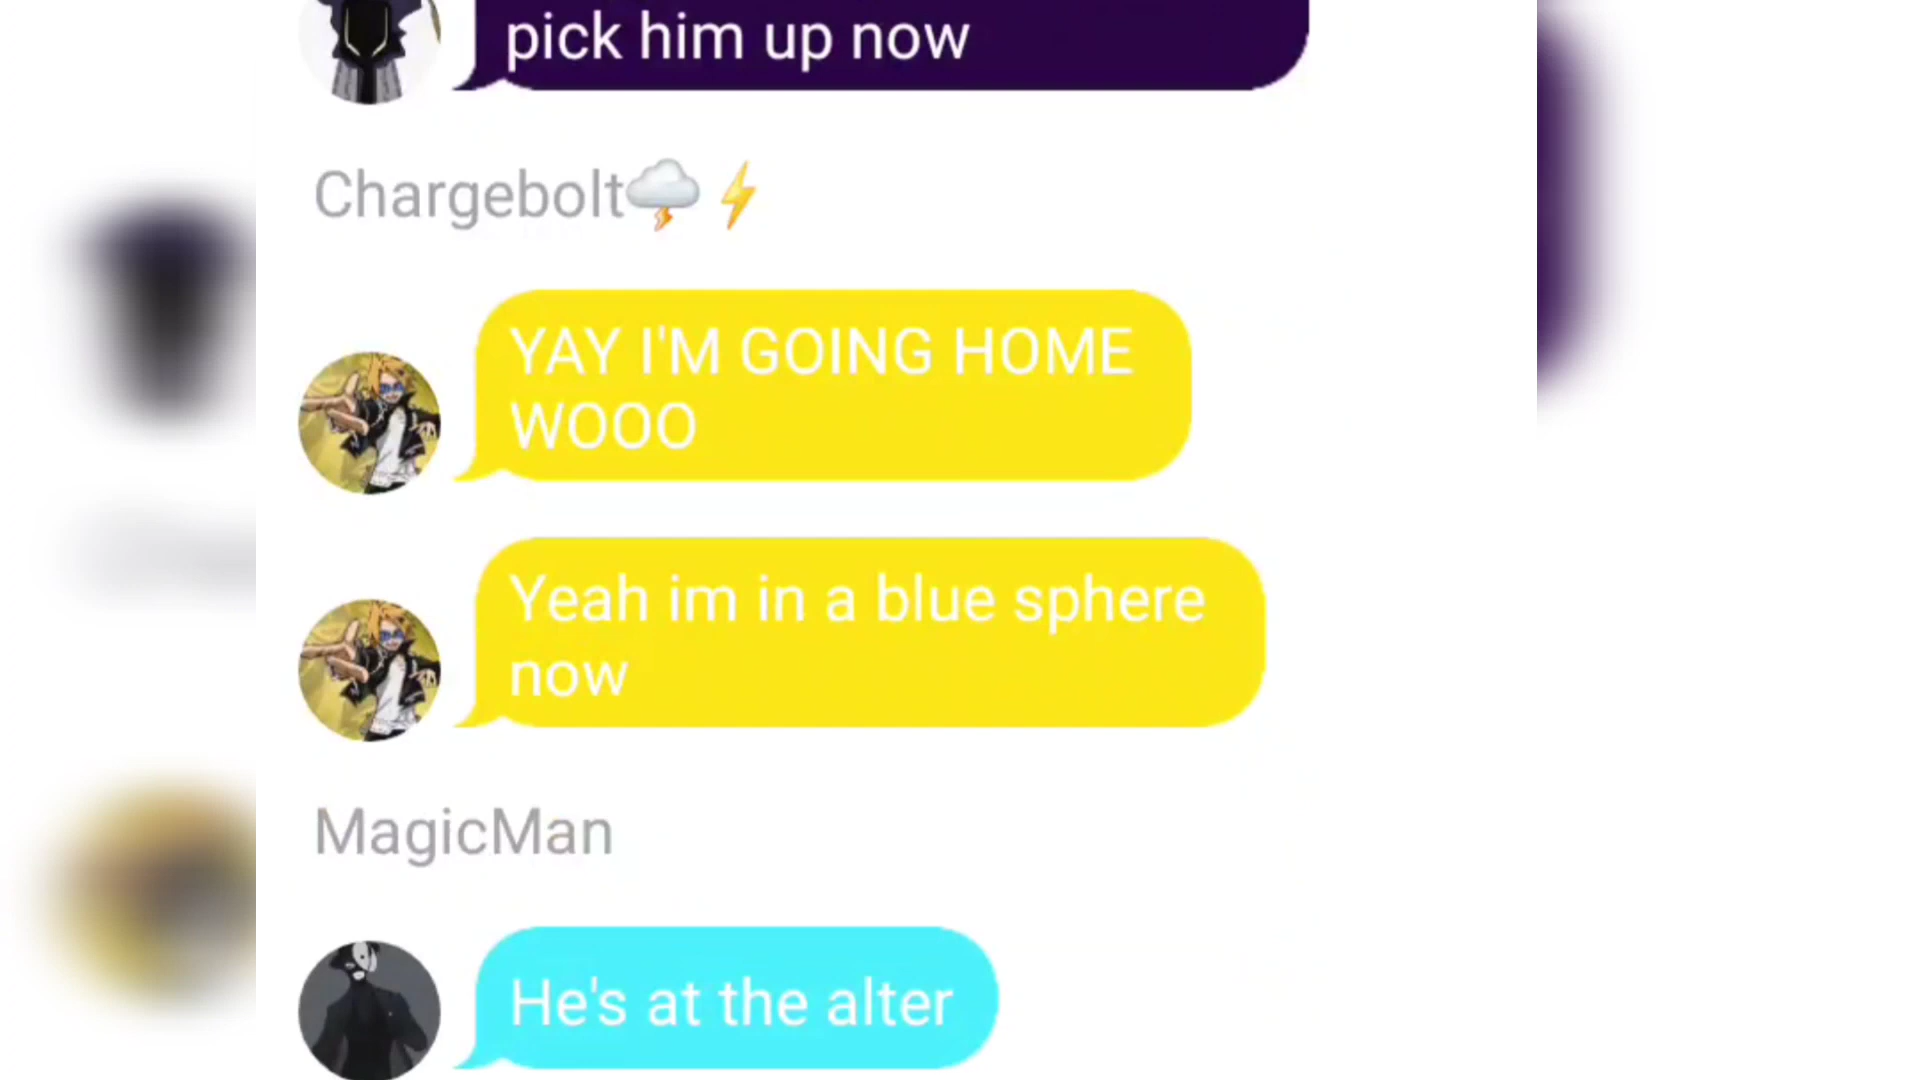 pick him up now
Chargebolt🌩️⚡
YAY I'M GOING HOME
WOOO
Yeah im in a blue sphere
now
MagicMan
He's at the alter